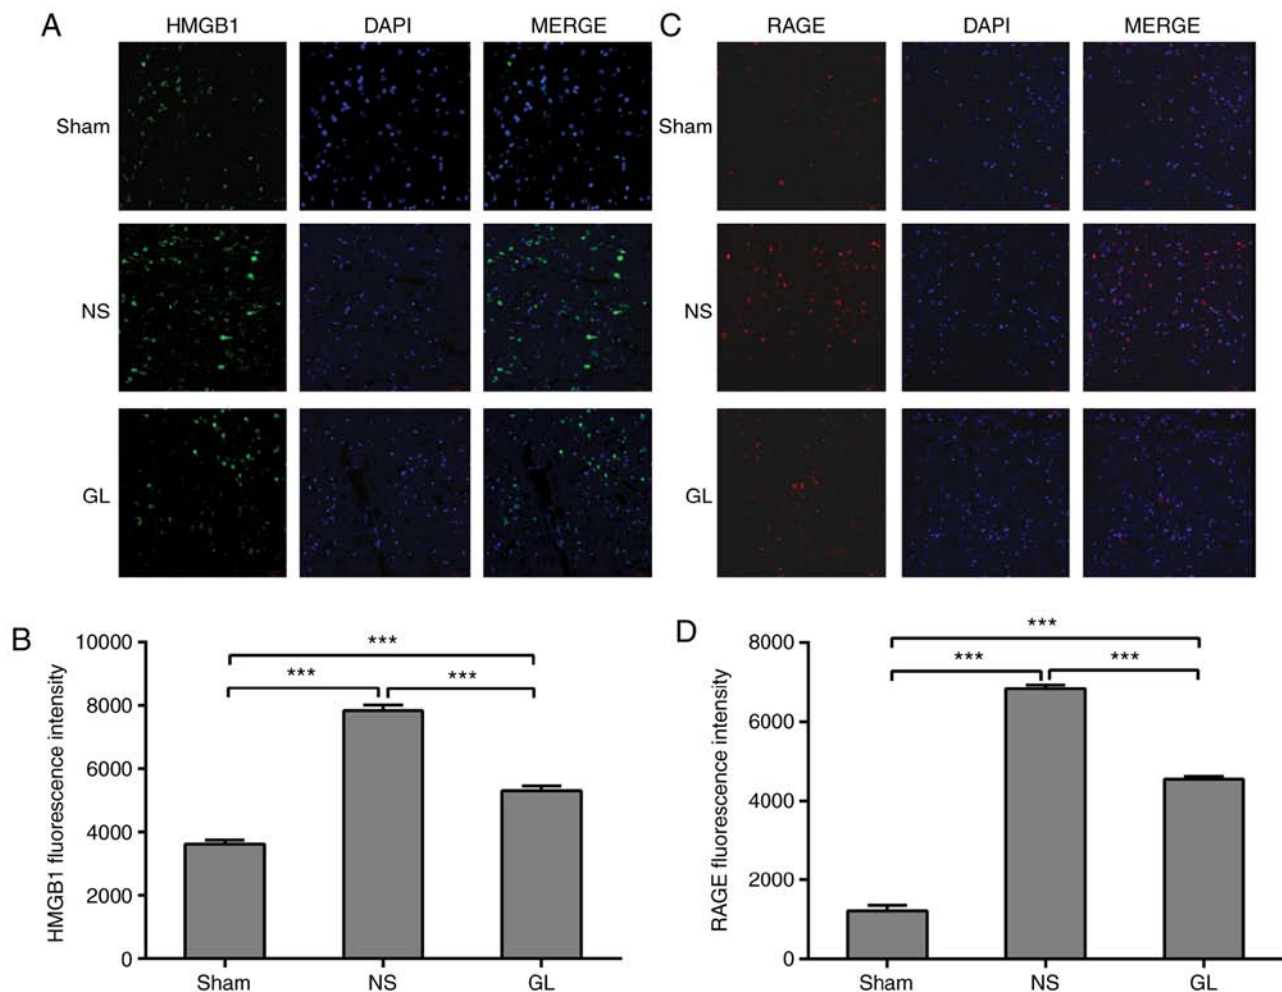 A HMGB1 DAPI MERGE
Sham
NS
GL
C RAGE DAPI MERGE
Sham
NS
GL
B
HMGB1 fluorescence intensity
10000
8000
6000
4000
2000
0
***
*** ***
Sham NS GL
D
RAGE fluorescence intensity
8000
6000
4000
2000
0
***
*** ***
Sham NS GL